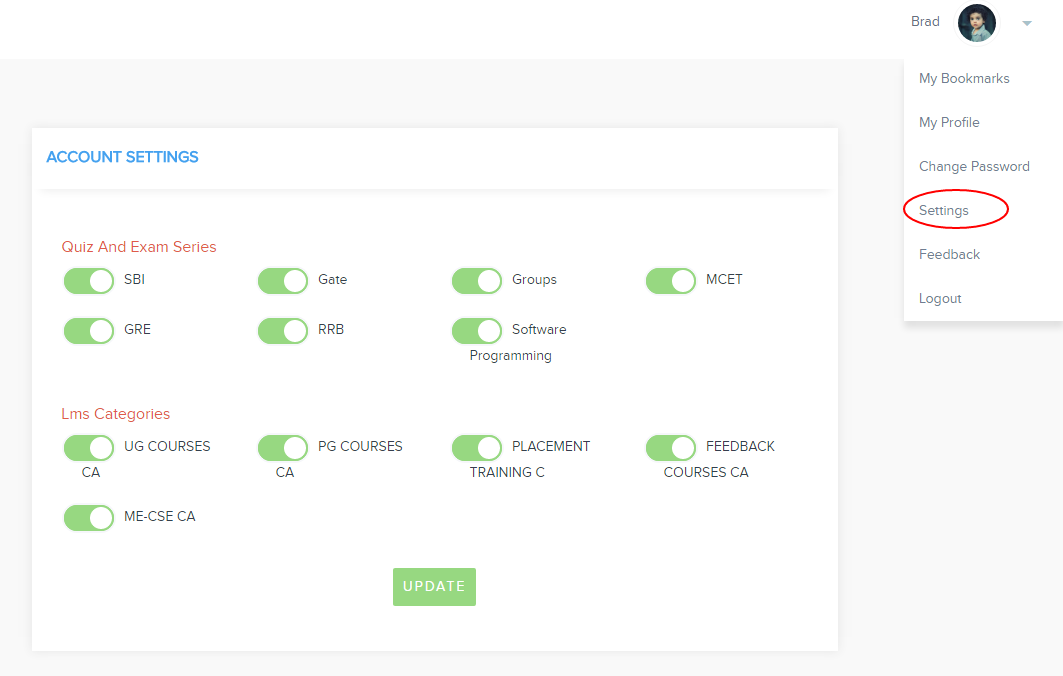 Brad
My Bookmarks
My Profile
Change Password
Settings
Feedback
Logout
ACCOUNT SETTINGS
Quiz And Exam Series
SBI
Gate
Groups
MCET
GRE
RRB
Software
Programming
Lms Categories
UG COURSES
CA
PG COURSES
CA
PLACEMENT
TRAINING C
FEEDBACK
COURSES CA
ME-CSE CA
UPDATE